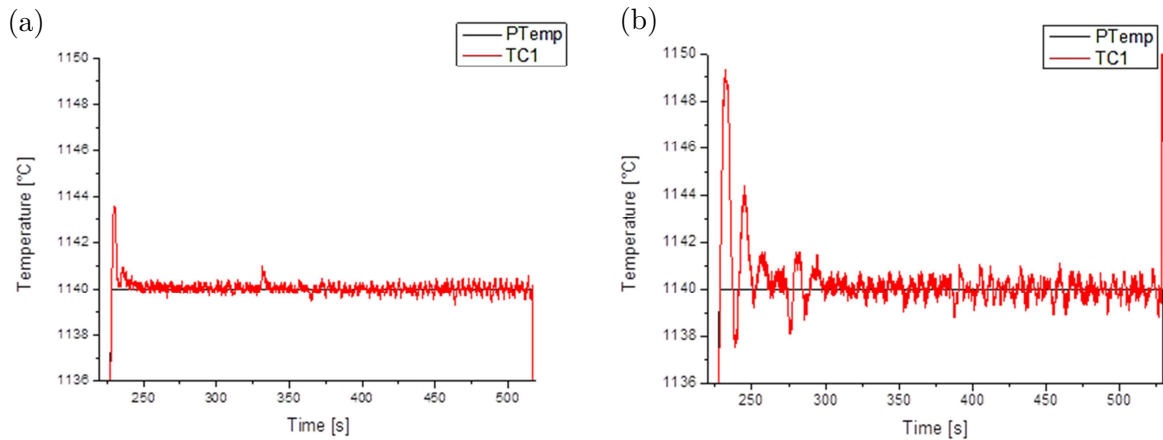 (a)
PTemp
TC1
1150
1148
1146
1144
1142
1140
1138
1136
Temperature [°C]
250 300 350 400 450 500
Time [s]
(b)
PTemp
TC1
1150
1148
1146
1144
1142
1140
1138
1136
Temperature [°C]
250 300 350 400 450 500
Time [s]